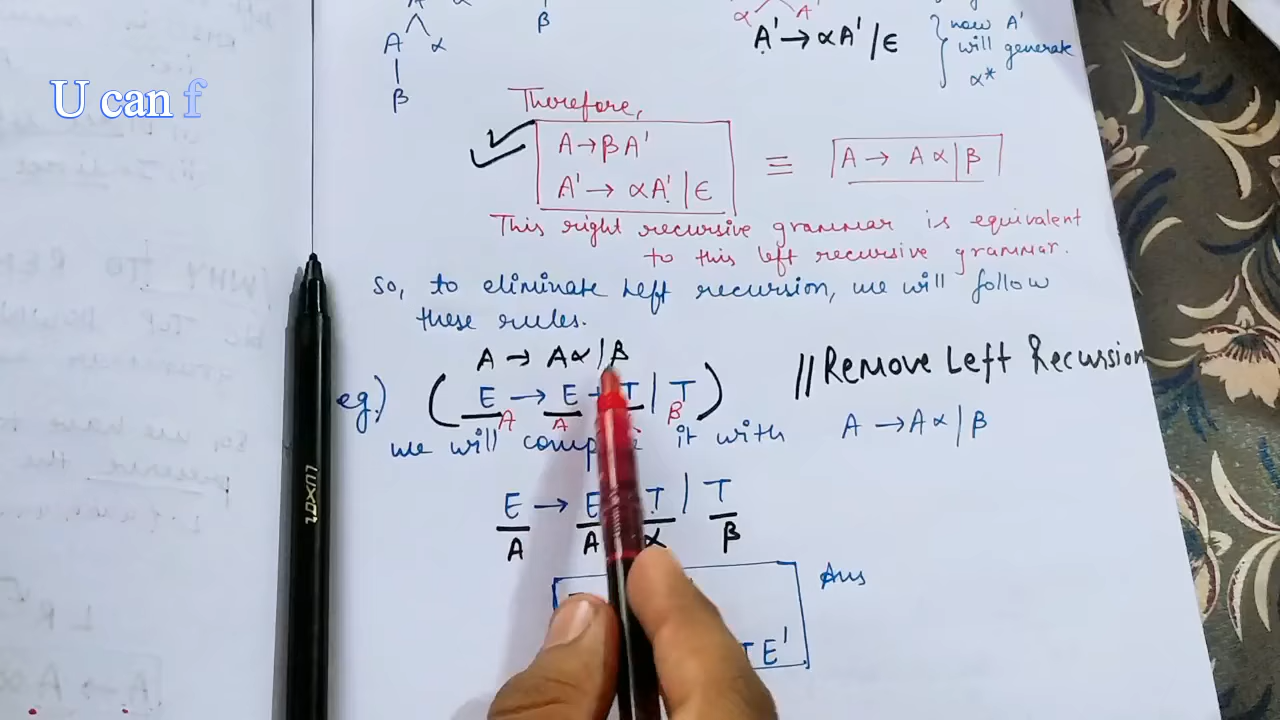 A α
β
A α
β
α A'
A' → αA' | ϵ
now A'
will generate
α*
U can f
Therefore,
A → βA'
A' → αA' | ϵ
≡
A → Aα | β
This right recursive grammar is equivalent
to this left recursive grammar.
So, to eliminate left recursion, we will follow
these rules.
A → Aα | β
// Remove Left Recursion
eg.) ( E → E + T | T )
A A β
we will compare it with A → Aα | β
E → E T | T
A A α β
Ans
TE'
LUXOR